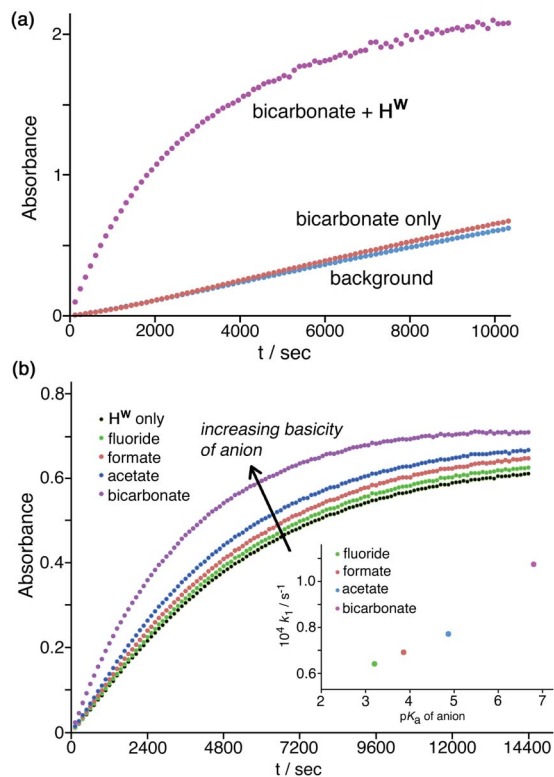 (a)
2
1
0
Absorbance
bicarbonate + Hᵂ
bicarbonate only
background
0
2000
4000
6000
8000
10000
t / sec
(b)
0.8
0.6
0.4
0.2
0
Absorbance
Hᵂ only
fluoride
formate
acetate
bicarbonate
increasing basicity
of anion
fluoride
formate
acetate
bicarbonate
1.0
0.8
0.6
10⁴ k₁ / s⁻¹
2
3
4
5
6
7
pKₐ of anion
0
2400
4800
7200
9600
12000
14400
t / sec